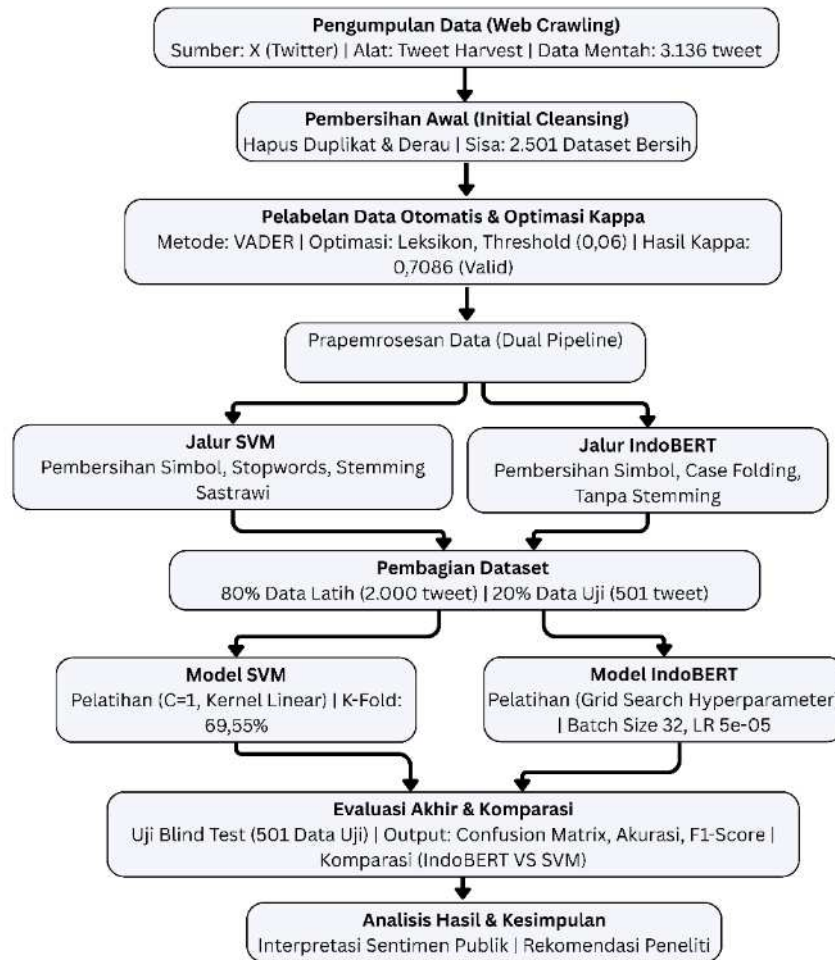 Pengumpulan Data (Web Crawling)
Sumber: X (Twitter) | Alat: Tweet Harvest | Data Mentah: 3.136 tweet
Pembersihan Awal (Initial Cleansing)
Hapus Duplikat & Derau | Sisa: 2.501 Dataset Bersih
Pelabelan Data Otomatis & Optimasi Kappa
Metode: VADER | Optimasi: Leksikon, Threshold (0,06) | Hasil Kappa:
0,7086 (Valid)
Prapemrosesan Data (Dual Pipeline)
Jalur SVM
Pembersihan Simbol, Stopwords, Stemming
Sastrawi
Jalur IndoBERT
Pembersihan Simbol, Case Folding,
Tanpa Stemming
Pembagian Dataset
80% Data Latih (2.000 tweet) | 20% Data Uji (501 tweet)
Model SVM
Pelatihan (C=1, Kernel Linear) | K-Fold:
69,55%
Model IndoBERT
Pelatihan (Grid Search Hyperparameter)
| Batch Size 32, LR 5e-05
Evaluasi Akhir & Komparasi
Uji Blind Test (501 Data Uji) | Output: Confusion Matrix, Akurasi, F1-Score |
Komparasi (IndoBERT VS SVM)
Analisis Hasil & Kesimpulan
Interpretasi Sentimen Publik | Rekomendasi Peneliti